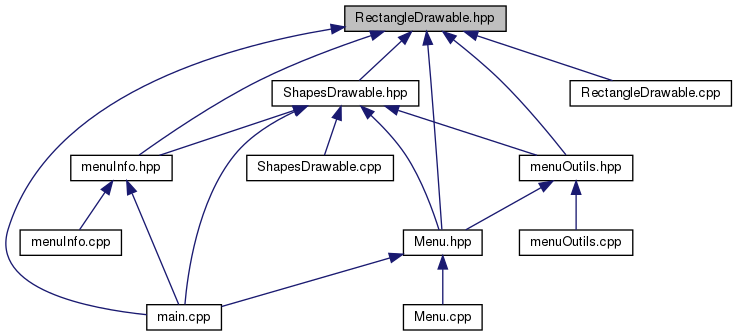 RectangleDrawable.hpp
ShapesDrawable.hpp
RectangleDrawable.cpp
menuInfo.hpp
ShapesDrawable.cpp
menuOutils.hpp
menuInfo.cpp
Menu.hpp
menuOutils.cpp
main.cpp
Menu.cpp